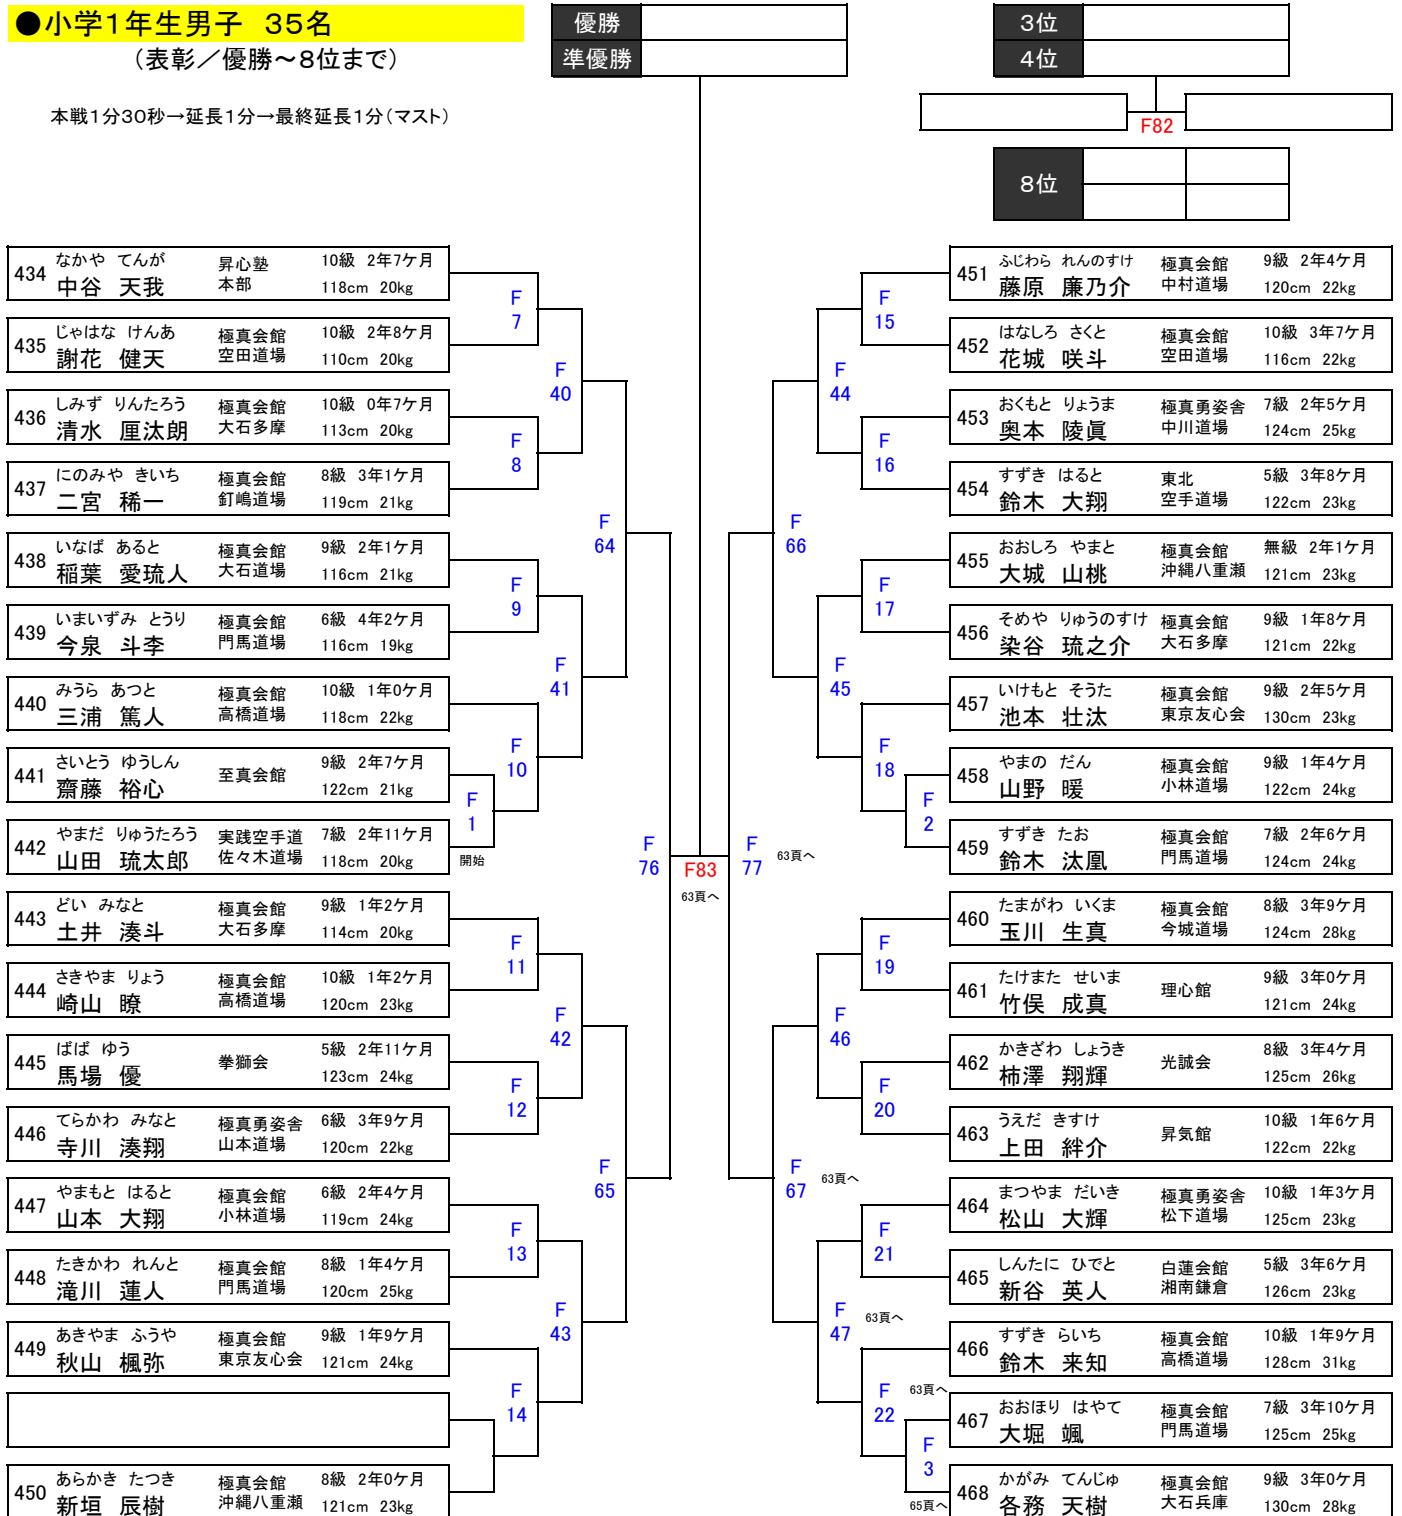 ●小学1年生男子 35名
(表彰／優勝～8位まで)
本戦1分30秒→延長1分→最終延長1分(マスト)
優勝
準優勝
3位
4位
F82
8位
434 なかや てんが 昇心塾 10級 2年7ケ月
中谷 天我 本部 118cm 20kg
435 じゃはな けんあ 極真会館 10級 2年8ケ月
謝花 健天 空田道場 110cm 20kg
436 しみず りんたろう 極真会館 10級 0年7ケ月
清水 厘汰朗 大石多摩 113cm 20kg
437 にのみや きいち 極真会館 8級 3年1ケ月
二宮 稀一 釘嶋道場 119cm 21kg
438 いなば あると 極真会館 9級 2年1ケ月
稲葉 愛琉人 大石道場 116cm 21kg
439 いまいずみ とうり 極真会館 6級 4年2ケ月
今泉 斗李 門馬道場 116cm 19kg
440 みうら あつと 極真会館 10級 1年0ケ月
三浦 篤人 高橋道場 118cm 22kg
441 さいとう ゆうしん 至真会館 9級 2年7ケ月
齋藤 裕心 122cm 21kg
442 やまだ りゅうたろう 実践空手道 7級 2年11ケ月
山田 琉太郎 佐々木道場 118cm 20kg
443 どい みなと 極真会館 9級 1年2ケ月
土井 湊斗 大石多摩 114cm 20kg
444 さきやま りょう 極真会館 10級 1年2ケ月
崎山 暸 高橋道場 120cm 23kg
445 ばば ゆう 拳獅会 5級 2年11ケ月
馬場 優 123cm 24kg
446 てらかわ みなと 極真勇姿舎 6級 3年9ケ月
寺川 湊翔 山本道場 120cm 22kg
447 やまもと はると 極真会館 6級 2年4ケ月
山本 大翔 小林道場 119cm 24kg
448 たきかわ れんと 極真会館 8級 1年4ケ月
滝川 蓮人 門馬道場 120cm 25kg
449 あきやま ふうや 極真会館 9級 1年9ケ月
秋山 楓弥 東京友心会 121cm 24kg
450 あらかき たつき 極真会館 8級 2年0ケ月
新垣 辰樹 沖縄八重瀬 121cm 23kg
F 7
F 8
F 9
F 10
F 1
開始
F 11
F 12
F 13
F 14
F 40
F 41
F 42
F 43
F 64
F 65
F 76
F83
63頁へ
F 77 63頁へ
F 66
F 67 63頁へ
F 44
F 45
F 46
F 47 63頁へ
F 15
F 16
F 17
F 18
F 2
F 19
F 20
F 21
F 22 63頁へ
F 3
65頁へ
451 ふじわら れんのすけ 極真会館 9級 2年4ケ月
藤原 廉乃介 中村道場 120cm 22kg
452 はなしろ さくと 極真会館 10級 3年7ケ月
花城 咲斗 空田道場 116cm 22kg
453 おくもと りょうま 極真勇姿舎 7級 2年5ケ月
奥本 陵眞 中川道場 124cm 25kg
454 すずき はると 東北 5級 3年8ケ月
鈴木 大翔 空手道場 122cm 23kg
455 おおしろ やまと 極真会館 無級 2年1ケ月
大城 山桃 沖縄八重瀬 121cm 23kg
456 そめや りゅうのすけ 極真会館 9級 1年8ケ月
染谷 琉之介 大石多摩 121cm 22kg
457 いけもと そうた 極真会館 9級 2年5ケ月
池本 壮汰 東京友心会 130cm 23kg
458 やまの だん 極真会館 9級 1年4ケ月
山野 暖 小林道場 122cm 24kg
459 すずき たお 極真会館 7級 2年6ケ月
鈴木 汰凰 門馬道場 124cm 24kg
460 たまがわ いくま 極真会館 8級 3年9ケ月
玉川 生真 今城道場 124cm 28kg
461 たけまた せいま 理心館 9級 3年0ケ月
竹俣 成真 121cm 24kg
462 かきざわ しょうき 光誠会 8級 3年4ケ月
柿澤 翔輝 125cm 26kg
463 うえだ きすけ 昇気館 10級 1年6ケ月
上田 絆介 122cm 22kg
464 まつやま だいき 極真勇姿舎 10級 1年3ケ月
松山 大輝 松下道場 125cm 23kg
465 しんたに ひでと 白蓮会館 5級 3年6ケ月
新谷 英人 湘南鎌倉 126cm 23kg
466 すずき らいち 極真会館 10級 1年9ケ月
鈴木 来知 高橋道場 128cm 31kg
467 おおほり はやて 極真会館 7級 3年10ケ月
大堀 颯 門馬道場 125cm 25kg
468 かがみ てんじゅ 極真会館 9級 3年0ケ月
各務 天樹 大石兵庫 130cm 28kg